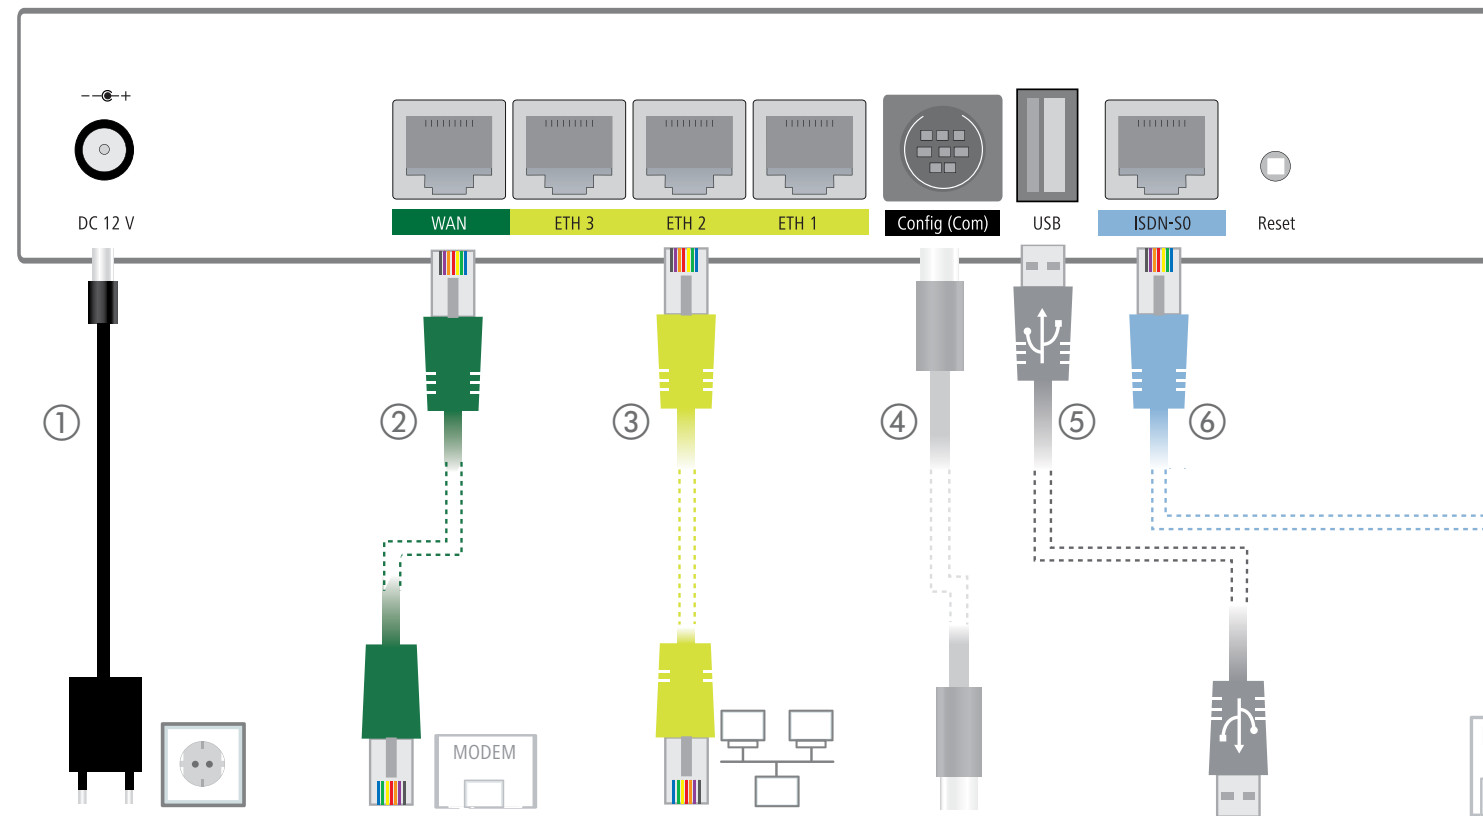 DC 12 V
WAN
ETH 3
ETH 2
ETH 1
Config (Com)
USB
ISDN-S0
Reset
①
②
③
④
⑤
⑥
MODEM